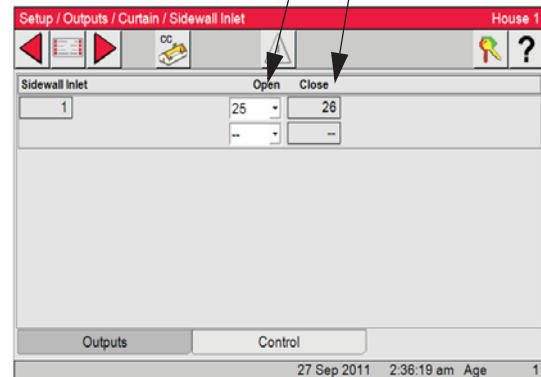 Setup / Outputs / Curtain / Sidewall Inlet House 1
CC ?
Sidewall Inlet Open Close
1 25 26
-- --
Outputs Control
27 Sep 2011 2:36:19 am Age 1